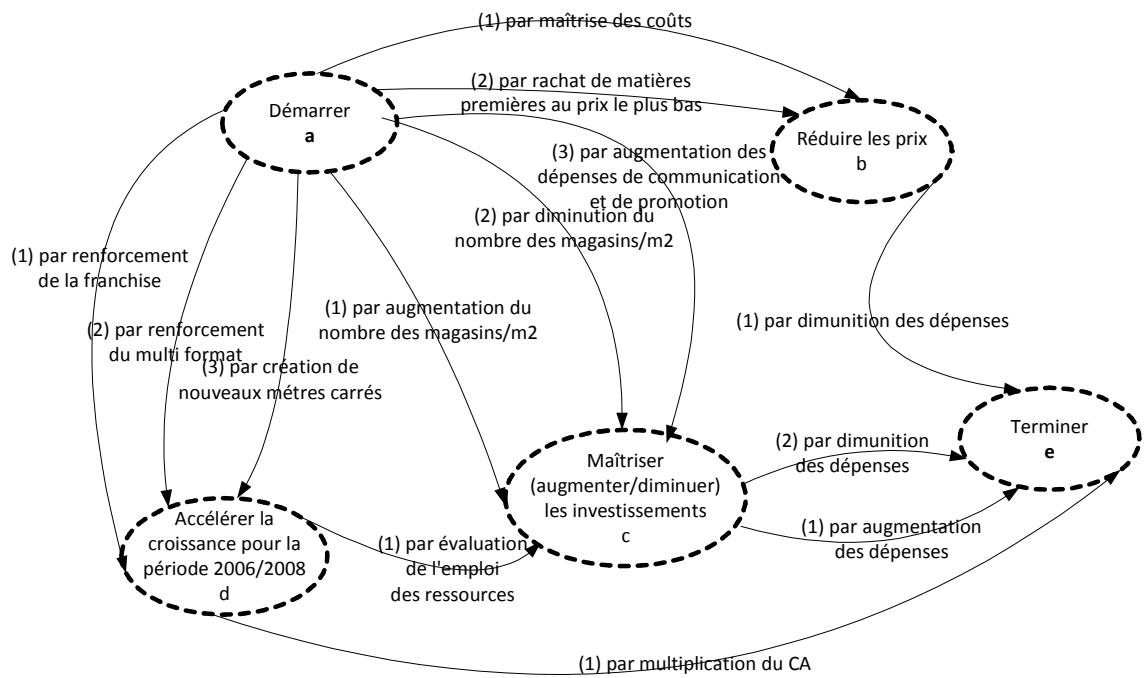 (1) par maîtrise des coûts
(2) par rachat de matières
premières au prix le plus bas
Démarrer
a
Réduire les prix
b
(3) par augmentation des
dépenses de communication
et de promotion
(2) par diminution du
nombre des magasins/m2
(1) par renforcement
de la franchise
(1) par augmentation du
nombre des magasins/m2
(2) par renforcement
du multi format
(3) par création de
nouveaux métres carrés
(1) par dimunition des dépenses
Terminer
e
Maîtriser
(augmenter/diminuer)
les investissements
c
(2) par dimunition
des dépenses
(1) par augmentation
des dépenses
Accélérer la
croissance pour la
période 2006/2008
d
(1) par évaluation
de l'emploi
des ressources
(1) par multiplication du CA